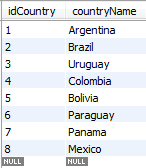 idCountry countryName
1 Argentina
2 Brazil
3 Uruguay
4 Colombia
5 Bolivia
6 Paraguay
7 Panama
8 Mexico
NULL NULL